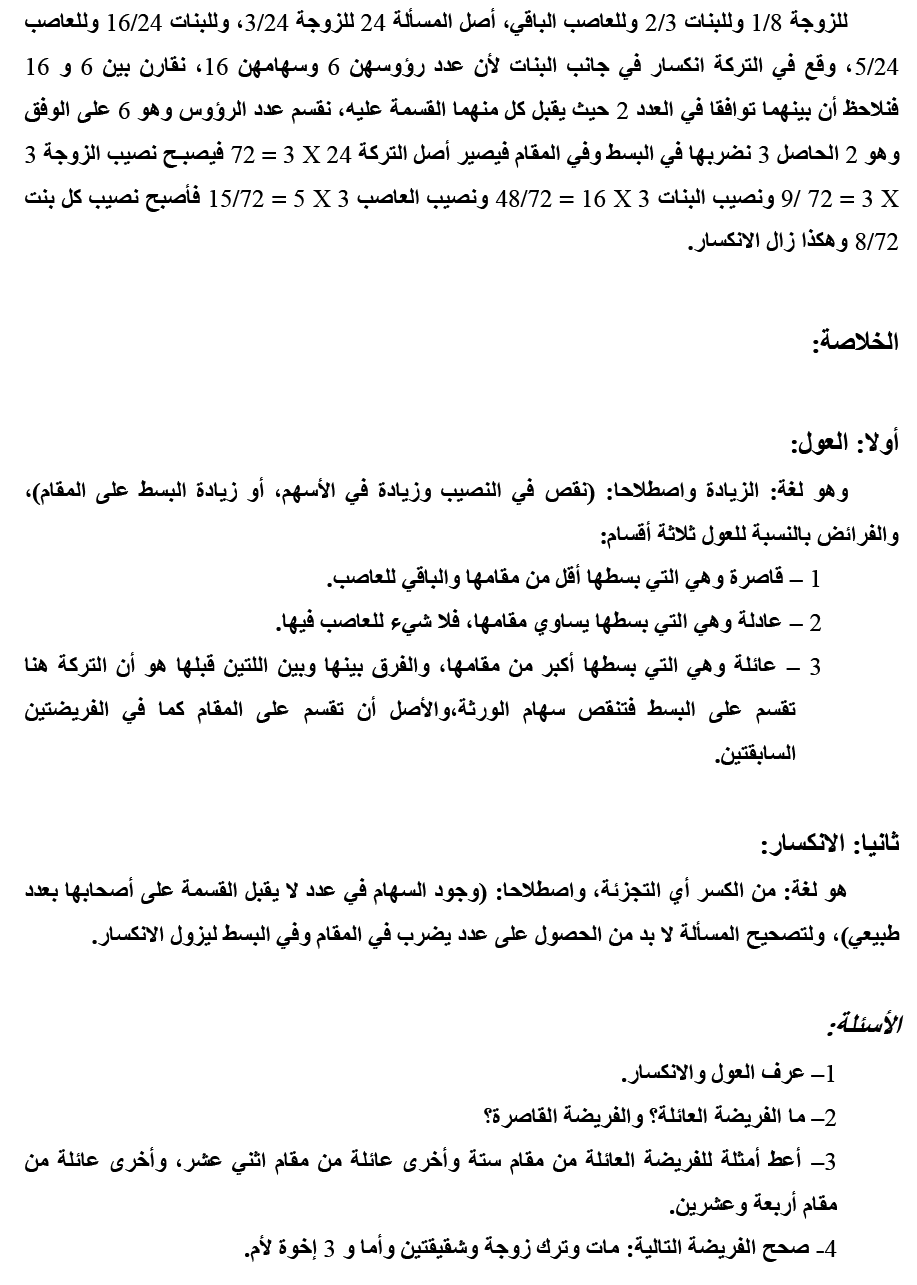 للزوجة 1/8 وللبنات 2/3 وللعاصب الباقي، أصل المسألة 24 للزوجة 3/24، وللبنات 16/24 وللعاصب
5/24، وقع في التركة انكسار في جانب البنات لأن عدد رؤوسهن 6 وسهامهن 16، نقارن بين 6 و 16
فنلاحظ أن بينهما توافقا في العدد 2 حيث يقبل كل منهما القسمة عليه، نقسم عدد الرؤوس وهو 6 على الوفق
وهو 2 الحاصل 3 نضربها في البسط وفي المقام فيصير أصل التركة 24 X 3 = 72 فيصبح نصيب الزوجة 3
X 3 = 72 /9 ونصيب البنات 3 X 16 = 48/72 ونصيب العاصب 3 X 5 = 15/72 فأصبح نصيب كل بنت
8/72 وهكذا زال الانكسار.
الخلاصة:
أولا: العول:
وهو لغة: الزيادة واصطلاحا: (نقص في النصيب وزيادة في الأسهم، أو زيادة البسط على المقام)،
والفرائض بالنسبة للعول ثلاثة أقسام:
1 – قاصرة وهي التي بسطها أقل من مقامها والباقي للعاصب.
2 – عادلة وهي التي بسطها يساوي مقامها، فلا شيء للعاصب فيها.
3 – عائلة وهي التي بسطها أكبر من مقامها، والفرق بينها وبين اللتين قبلها هو أن التركة هنا
تقسم على البسط فتنقص سهام الورثة،والأصل أن تقسم على المقام كما في الفريضتين
السابقتين.
ثانيا: الانكسار:
هو لغة: من الكسر أي التجزئة، واصطلاحا: (وجود السهام في عدد لا يقبل القسمة على أصحابها بعدد
طبيعي)، ولتصحيح المسألة لا بد من الحصول على عدد يضرب في المقام وفي البسط ليزول الانكسار.
الأسئلة:
1– عرف العول والانكسار.
2– ما الفريضة العائلة؟ والفريضة القاصرة؟
3– أعط أمثلة للفريضة العائلة من مقام ستة وأخرى عائلة من مقام اثني عشر، وأخرى عائلة من
مقام أربعة وعشرين.
4- صحح الفريضة التالية: مات وترك زوجة وشقيقتين وأما و 3 إخوة لأم.